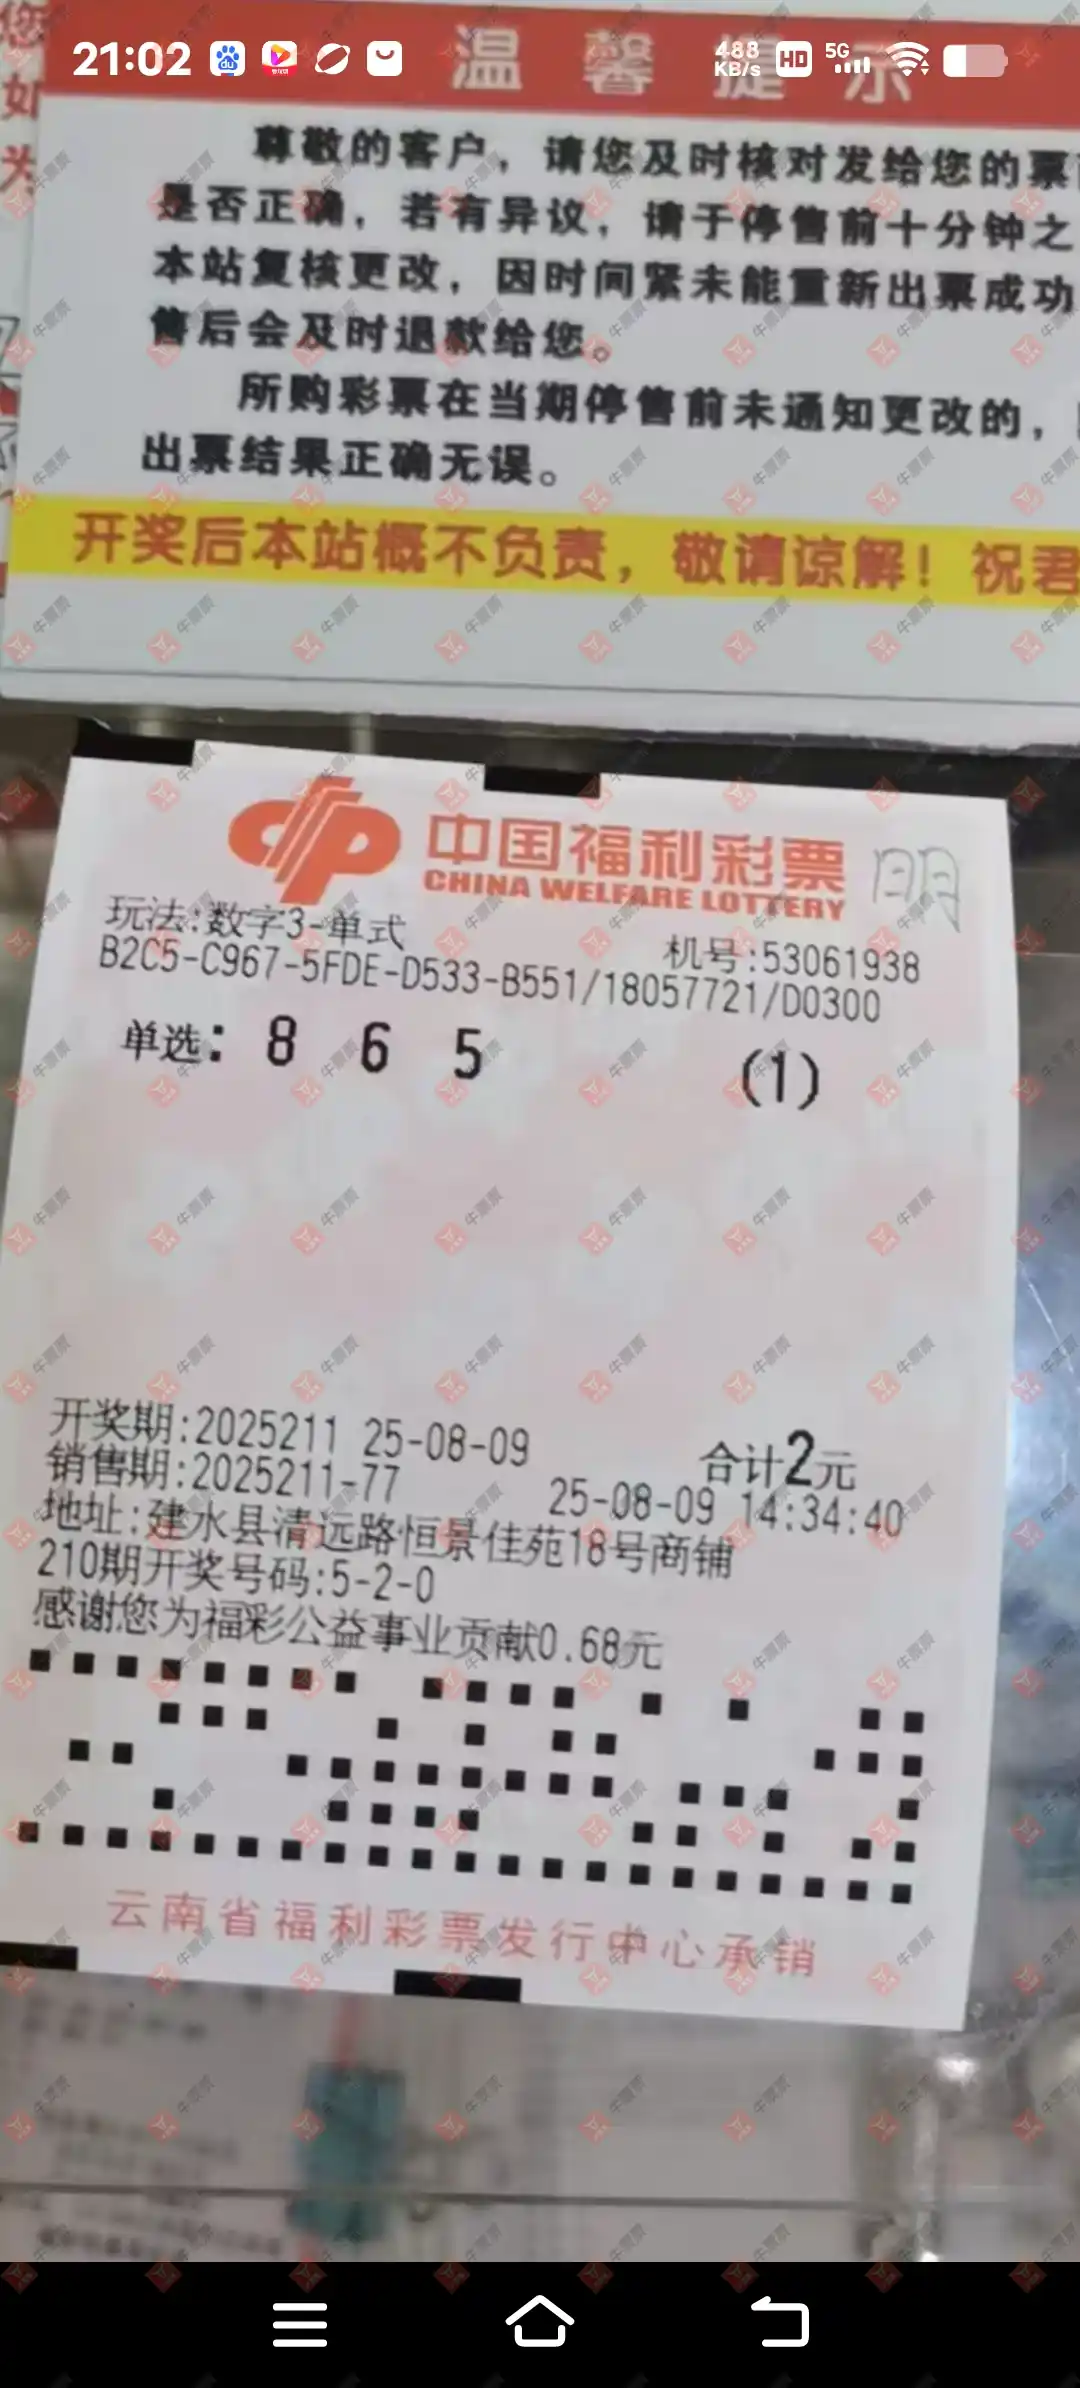 您
如
为
21:02
488
KB/s
HD
5G
温馨提示
尊敬的客户，请您及时核对发给您的票
是否正确，若有异议，请于停售前十分钟之
本站复核更改，因时间紧未能重新出票成功
售后会及时退款给您。
所购彩票在当期停售前未通知更改的，
出票结果正确无误。
开奖后本站概不负责，敬请谅解！祝君
中国福利彩票
CHINA WELFARE LOTTERY
玩法:数字3-单式
机号:53061938
B2C5-C967-5FDE-D533-B551/18057721/D0300
单选: 8 6 5 (1)
开奖期:2025211 25-08-09
合计2元
销售期:2025211-77
25-08-09 14:34:40
地址:建水县清远路恒景佳苑18号商铺
210期开奖号码:5-2-0
感谢您为福彩公益事业贡献0.68元
云南省福利彩票发行中心承销
牛票票